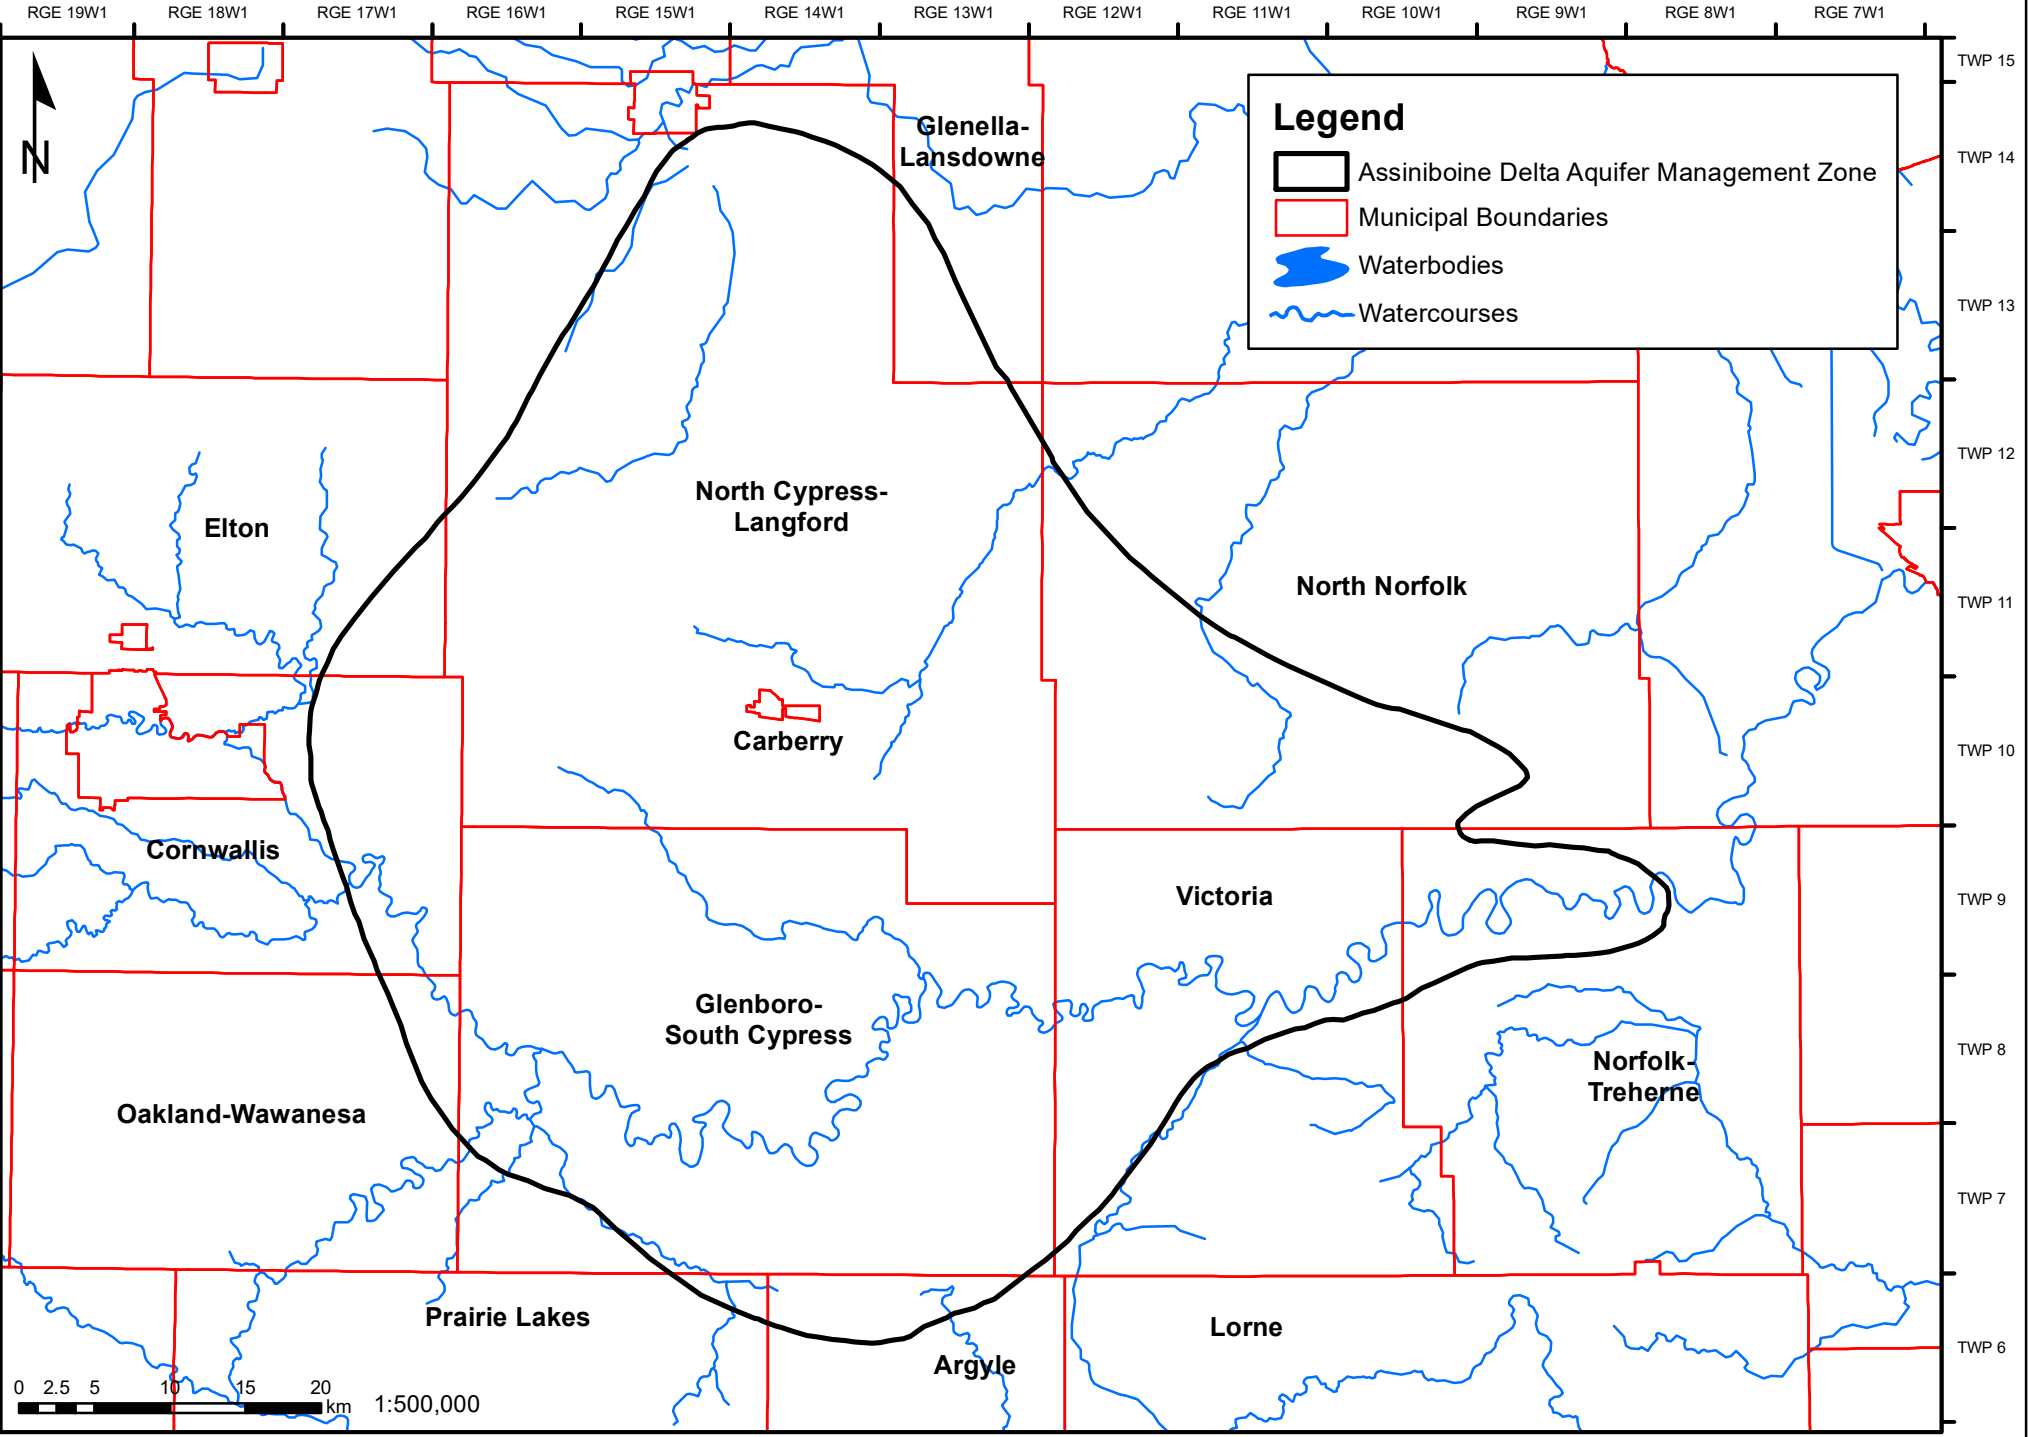 RGE 19W1 RGE 18W1 RGE 17W1 RGE 16W1 RGE 15W1 RGE 14W1 RGE 13W1 RGE 12W1 RGE 11W1 RGE 10W1 RGE 9W1 RGE 8W1 RGE 7W1
TWP 15
N
Legend
Assiniboine Delta Aquifer Management Zone
Municipal Boundaries
Waterbodies
Watercourses
Glenella-
Lansdowne
TWP 14
TWP 13
TWP 12
North Cypress-
Langford
Elton
North Norfolk
TWP 11
Carberry
TWP 10
Cornwallis
Victoria
TWP 9
Glenboro-
South Cypress
Norfolk-
Treherne
TWP 8
Oakland-Wawanesa
TWP 7
Prairie Lakes
Lorne
Argyle
TWP 6
0 2.5 5 10 15 20
km
1:500,000